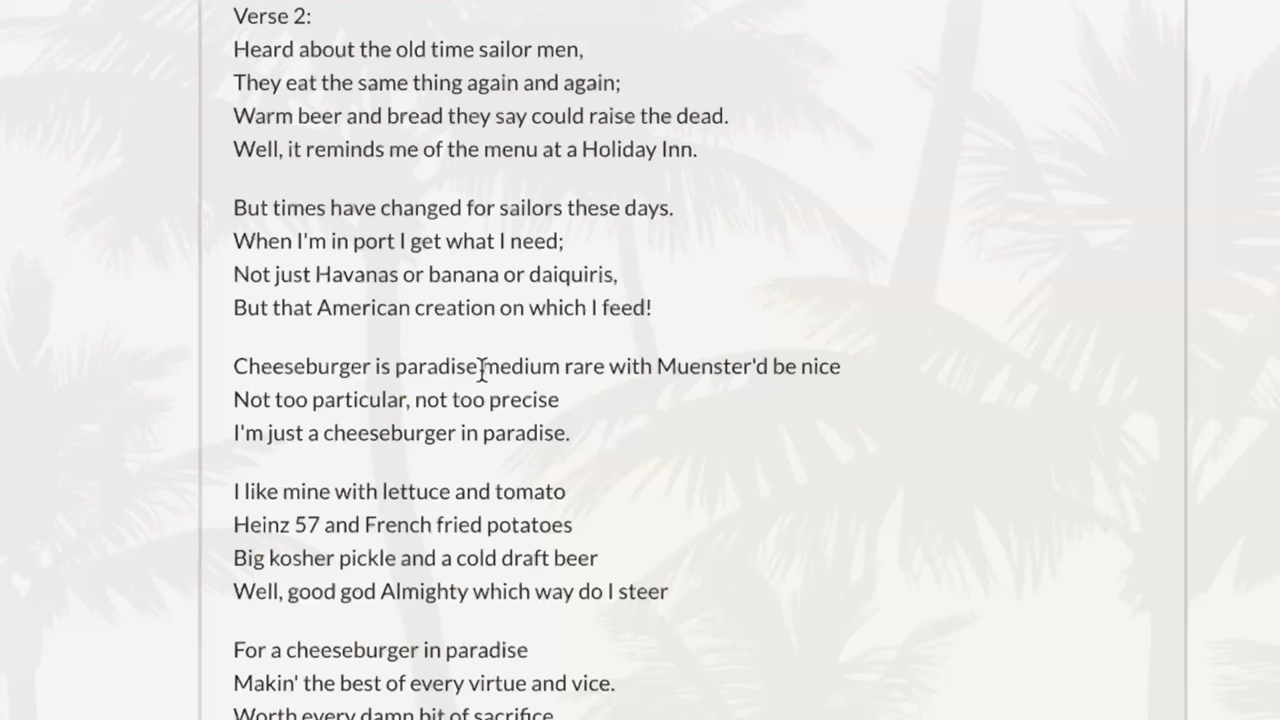 Verse 2:
Heard about the old time sailor men,
They eat the same thing again and again;
Warm beer and bread they say could raise the dead.
Well, it reminds me of the menu at a Holiday Inn.
But times have changed for sailors these days.
When I'm in port I get what I need;
Not just Havanas or banana or daiquiris,
But that American creation on which I feed!
Cheeseburger is paradise medium rare with Muenster'd be nice
Not too particular, not too precise
I'm just a cheeseburger in paradise.
I like mine with lettuce and tomato
Heinz 57 and French fried potatoes
Big kosher pickle and a cold draft beer
Well, good god Almighty which way do I steer
For a cheeseburger in paradise
Makin' the best of every virtue and vice.
Worth every damn bit of sacrifice